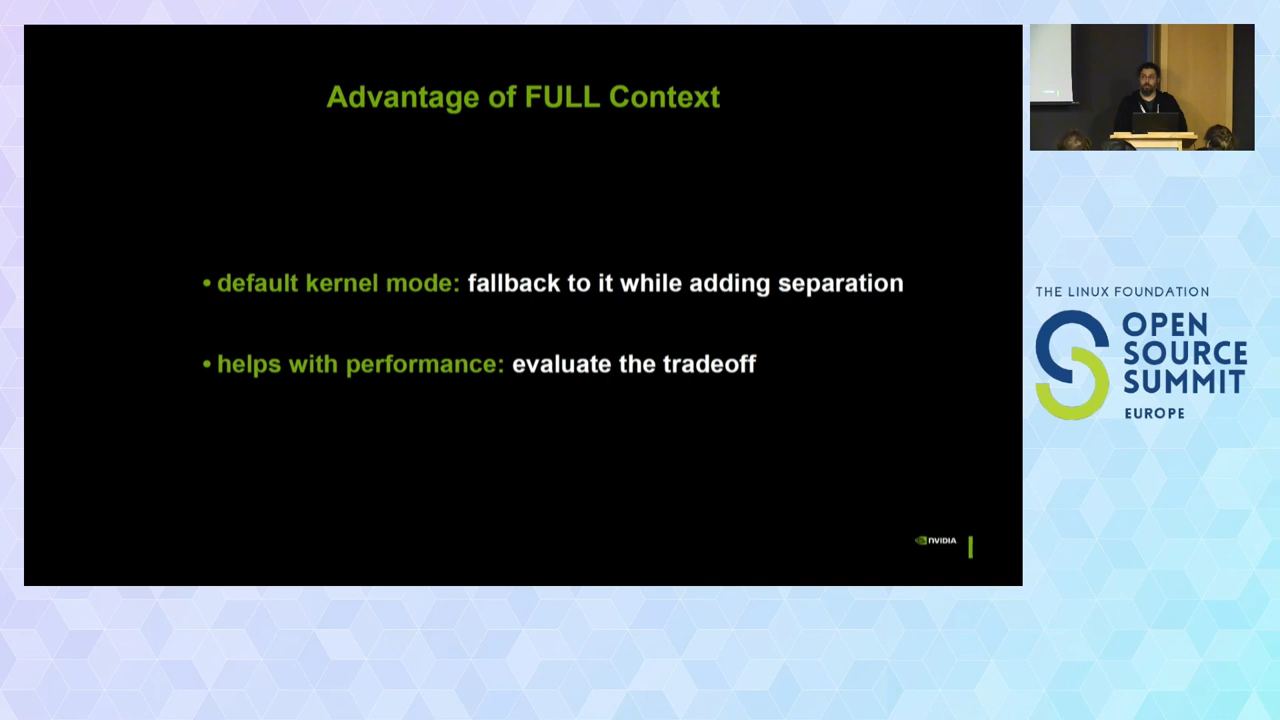 Advantage of FULL Context
• default kernel mode: fallback to it while adding separation
• helps with performance: evaluate the tradeoff
NVIDIA
THE LINUX FOUNDATION
OPEN
SOURCE
SUMMIT
EUROPE